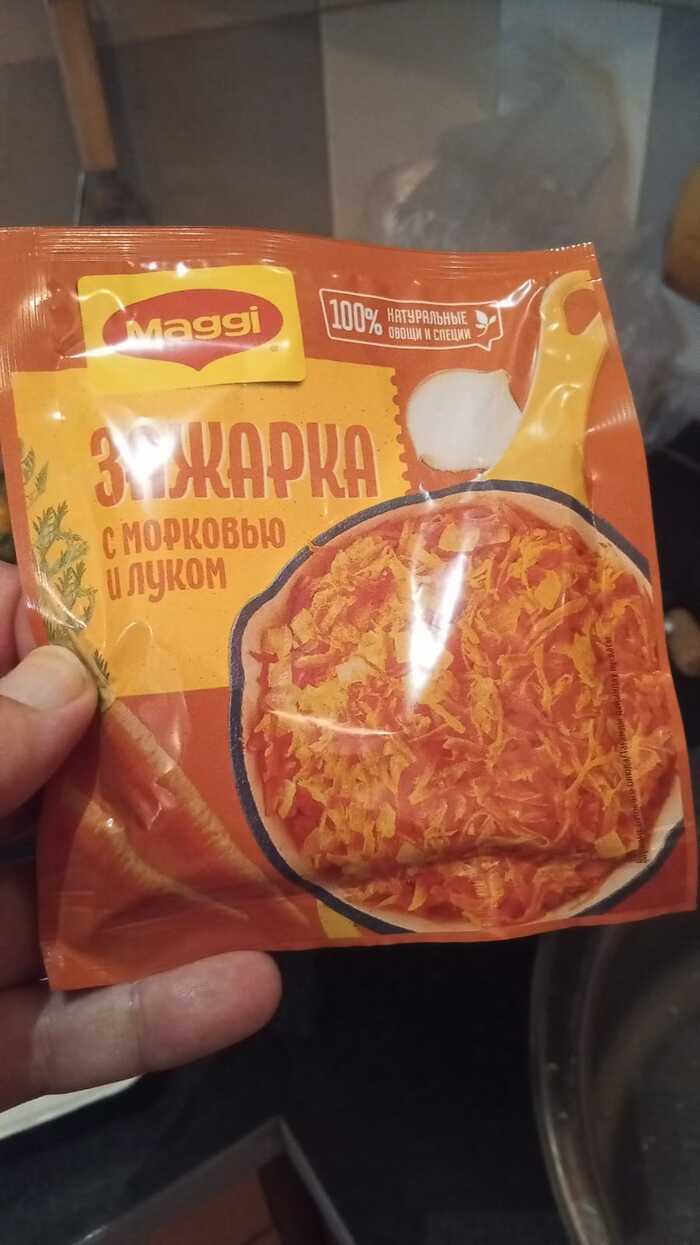 Maggi
100% НАТУРАЛЬНЫЕ
ОВОЩИ И СПЕЦИИ
ЗАЖАРКА
С МОРКОВЬЮ
И ЛУКОМ